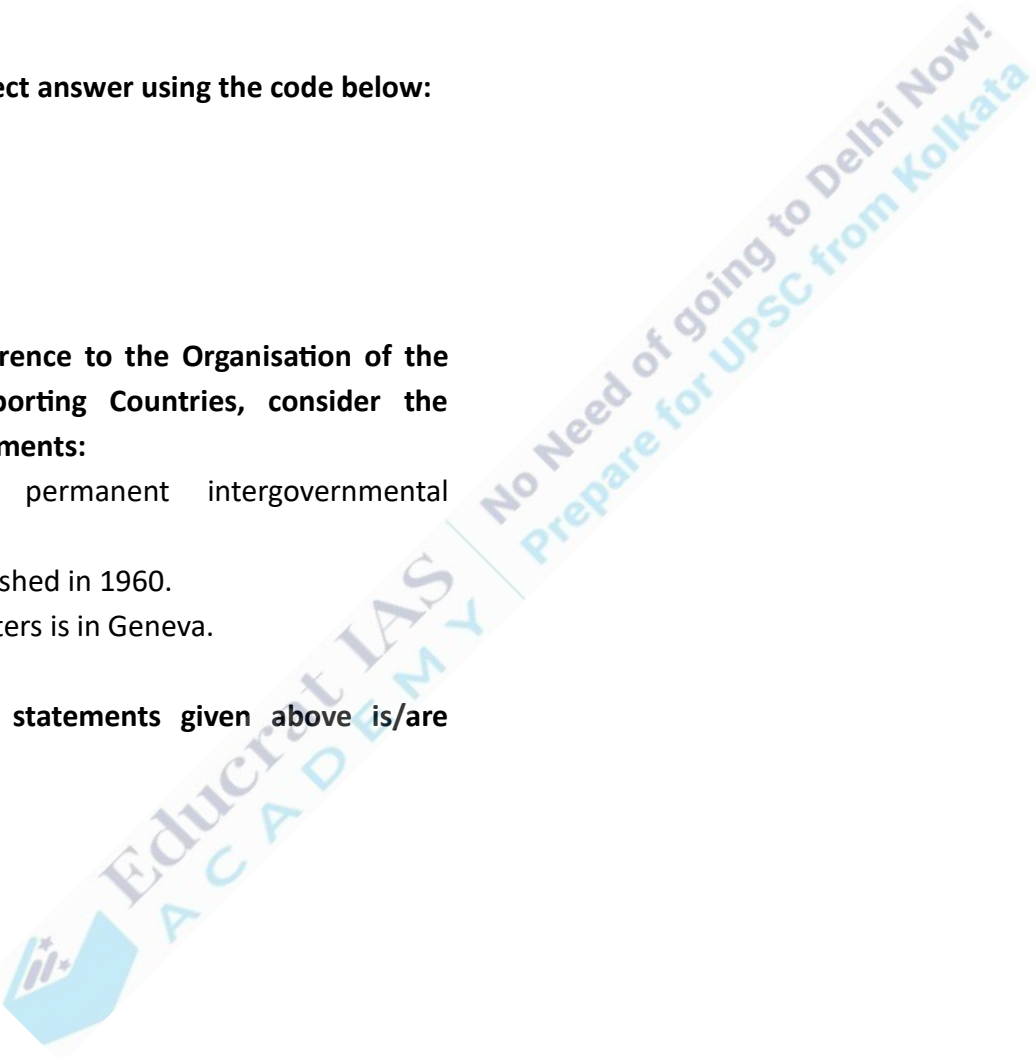 ect answer using the code below:
rence to the Organisation of the
porting Countries, consider the
ments:
permanent intergovernmental
shed in 1960.
ters is in Geneva.
statements given above is/are
No Need of going to Delhi Now!
Prepare for UPSC from Kolkata
Educrat IAS
ACADEMY